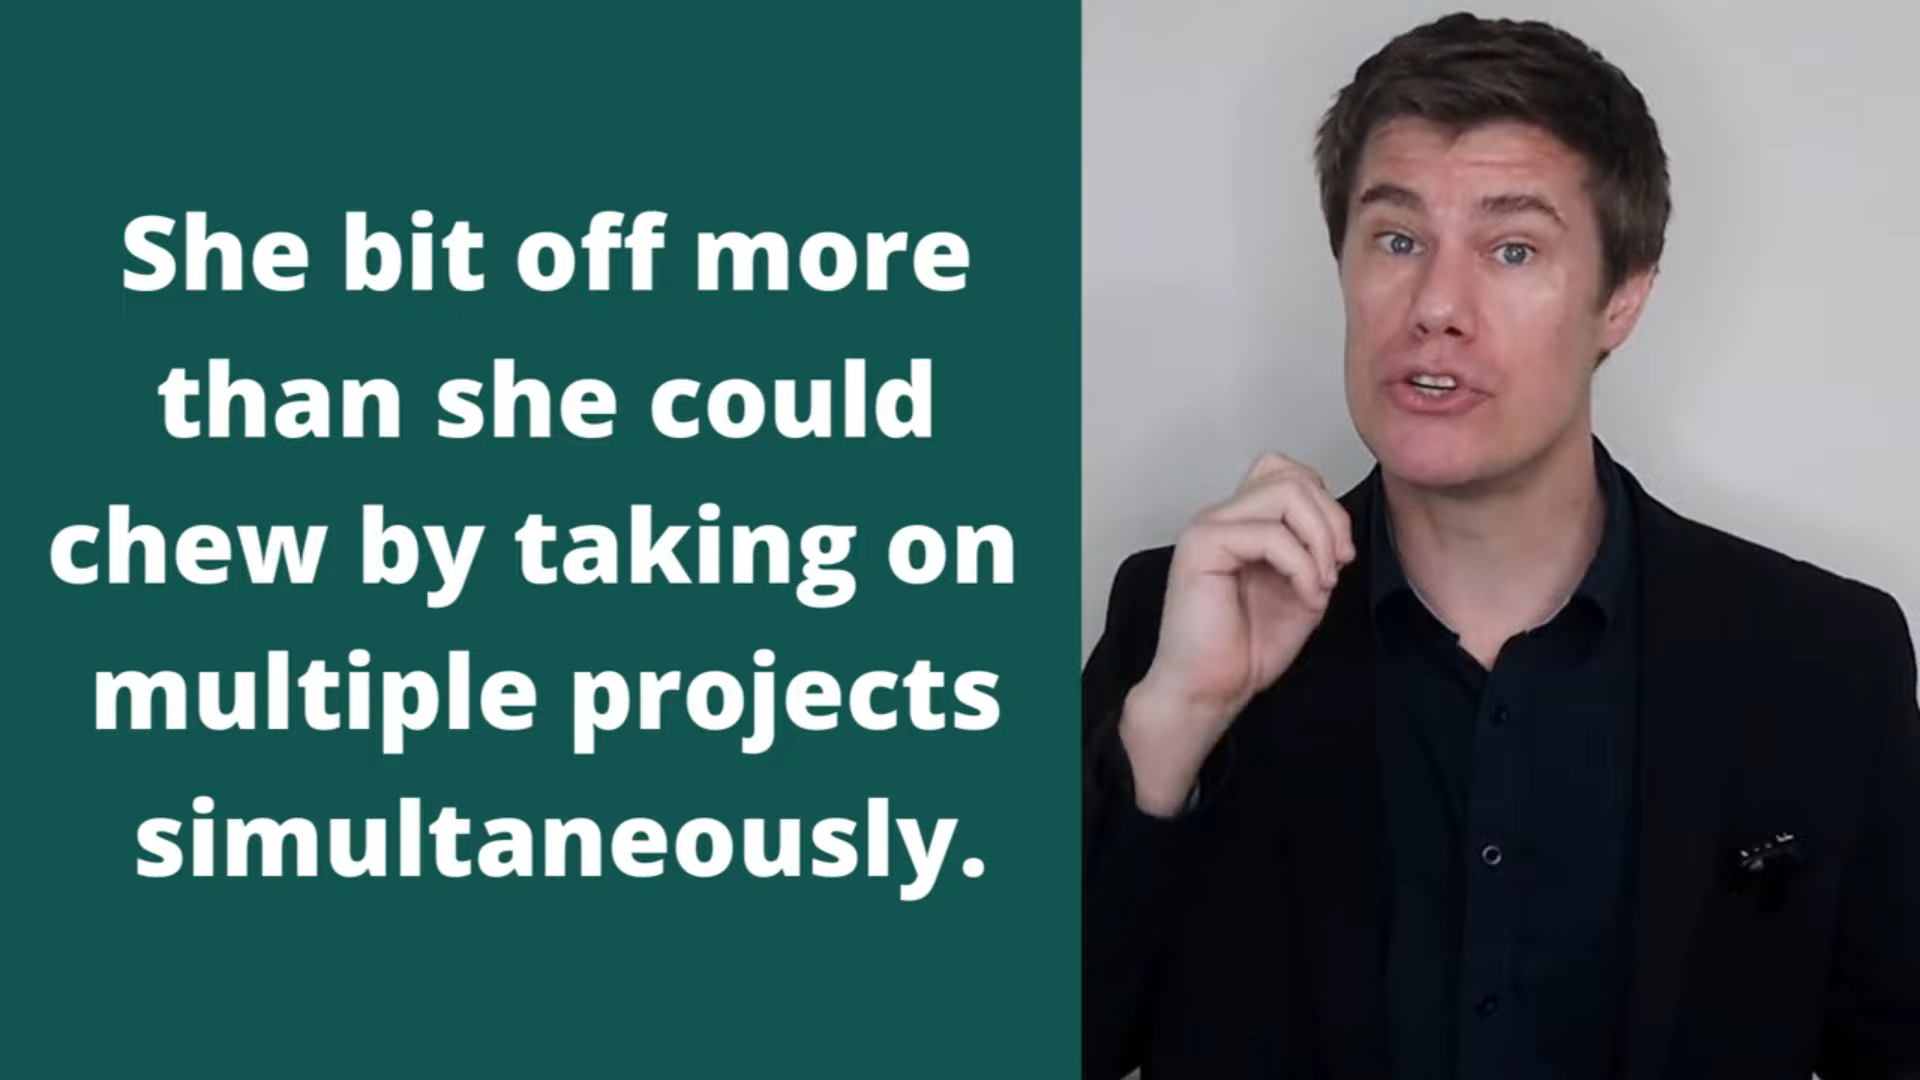 She bit off more
than she could
chew by taking on
multiple projects
simultaneously.